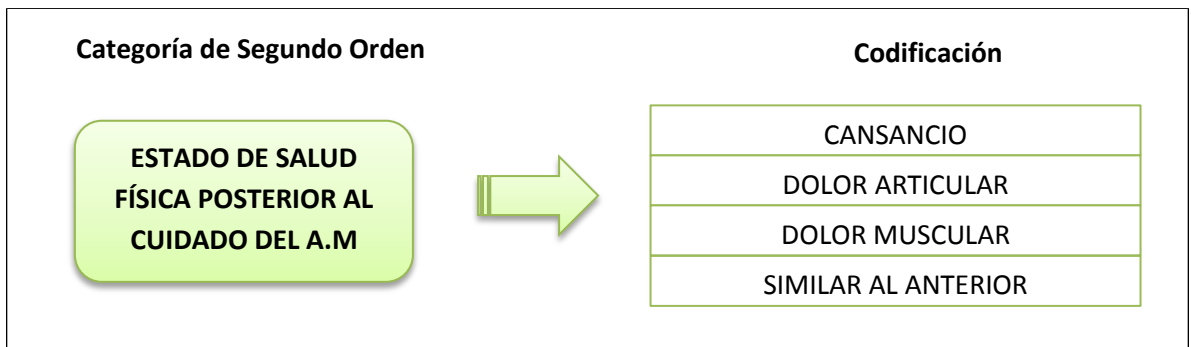 Categoría de Segundo Orden
Codificación
ESTADO DE SALUD
FÍSICA POSTERIOR AL
CUIDADO DEL A.M
CANSANCIO
DOLOR ARTICULAR
DOLOR MUSCULAR
SIMILAR AL ANTERIOR